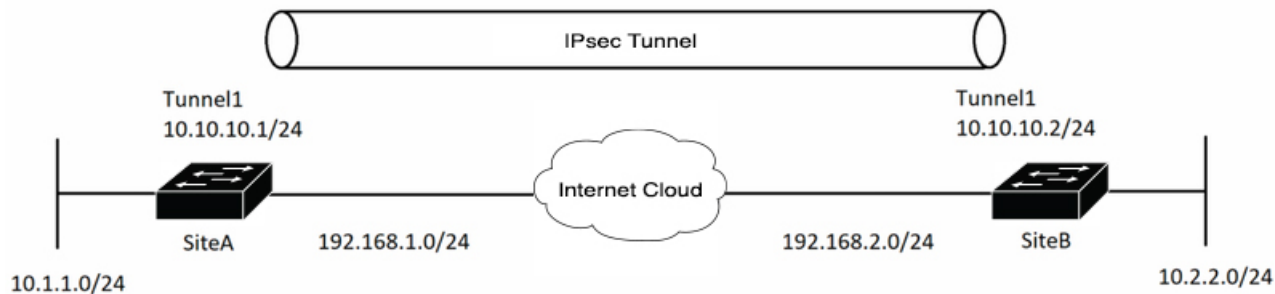 IPsec Tunnel
Tunnel1
10.10.10.1/24
Tunnel1
10.10.10.2/24
Internet Cloud
SiteA
192.168.1.0/24
192.168.2.0/24
SiteB
10.1.1.0/24
10.2.2.0/24